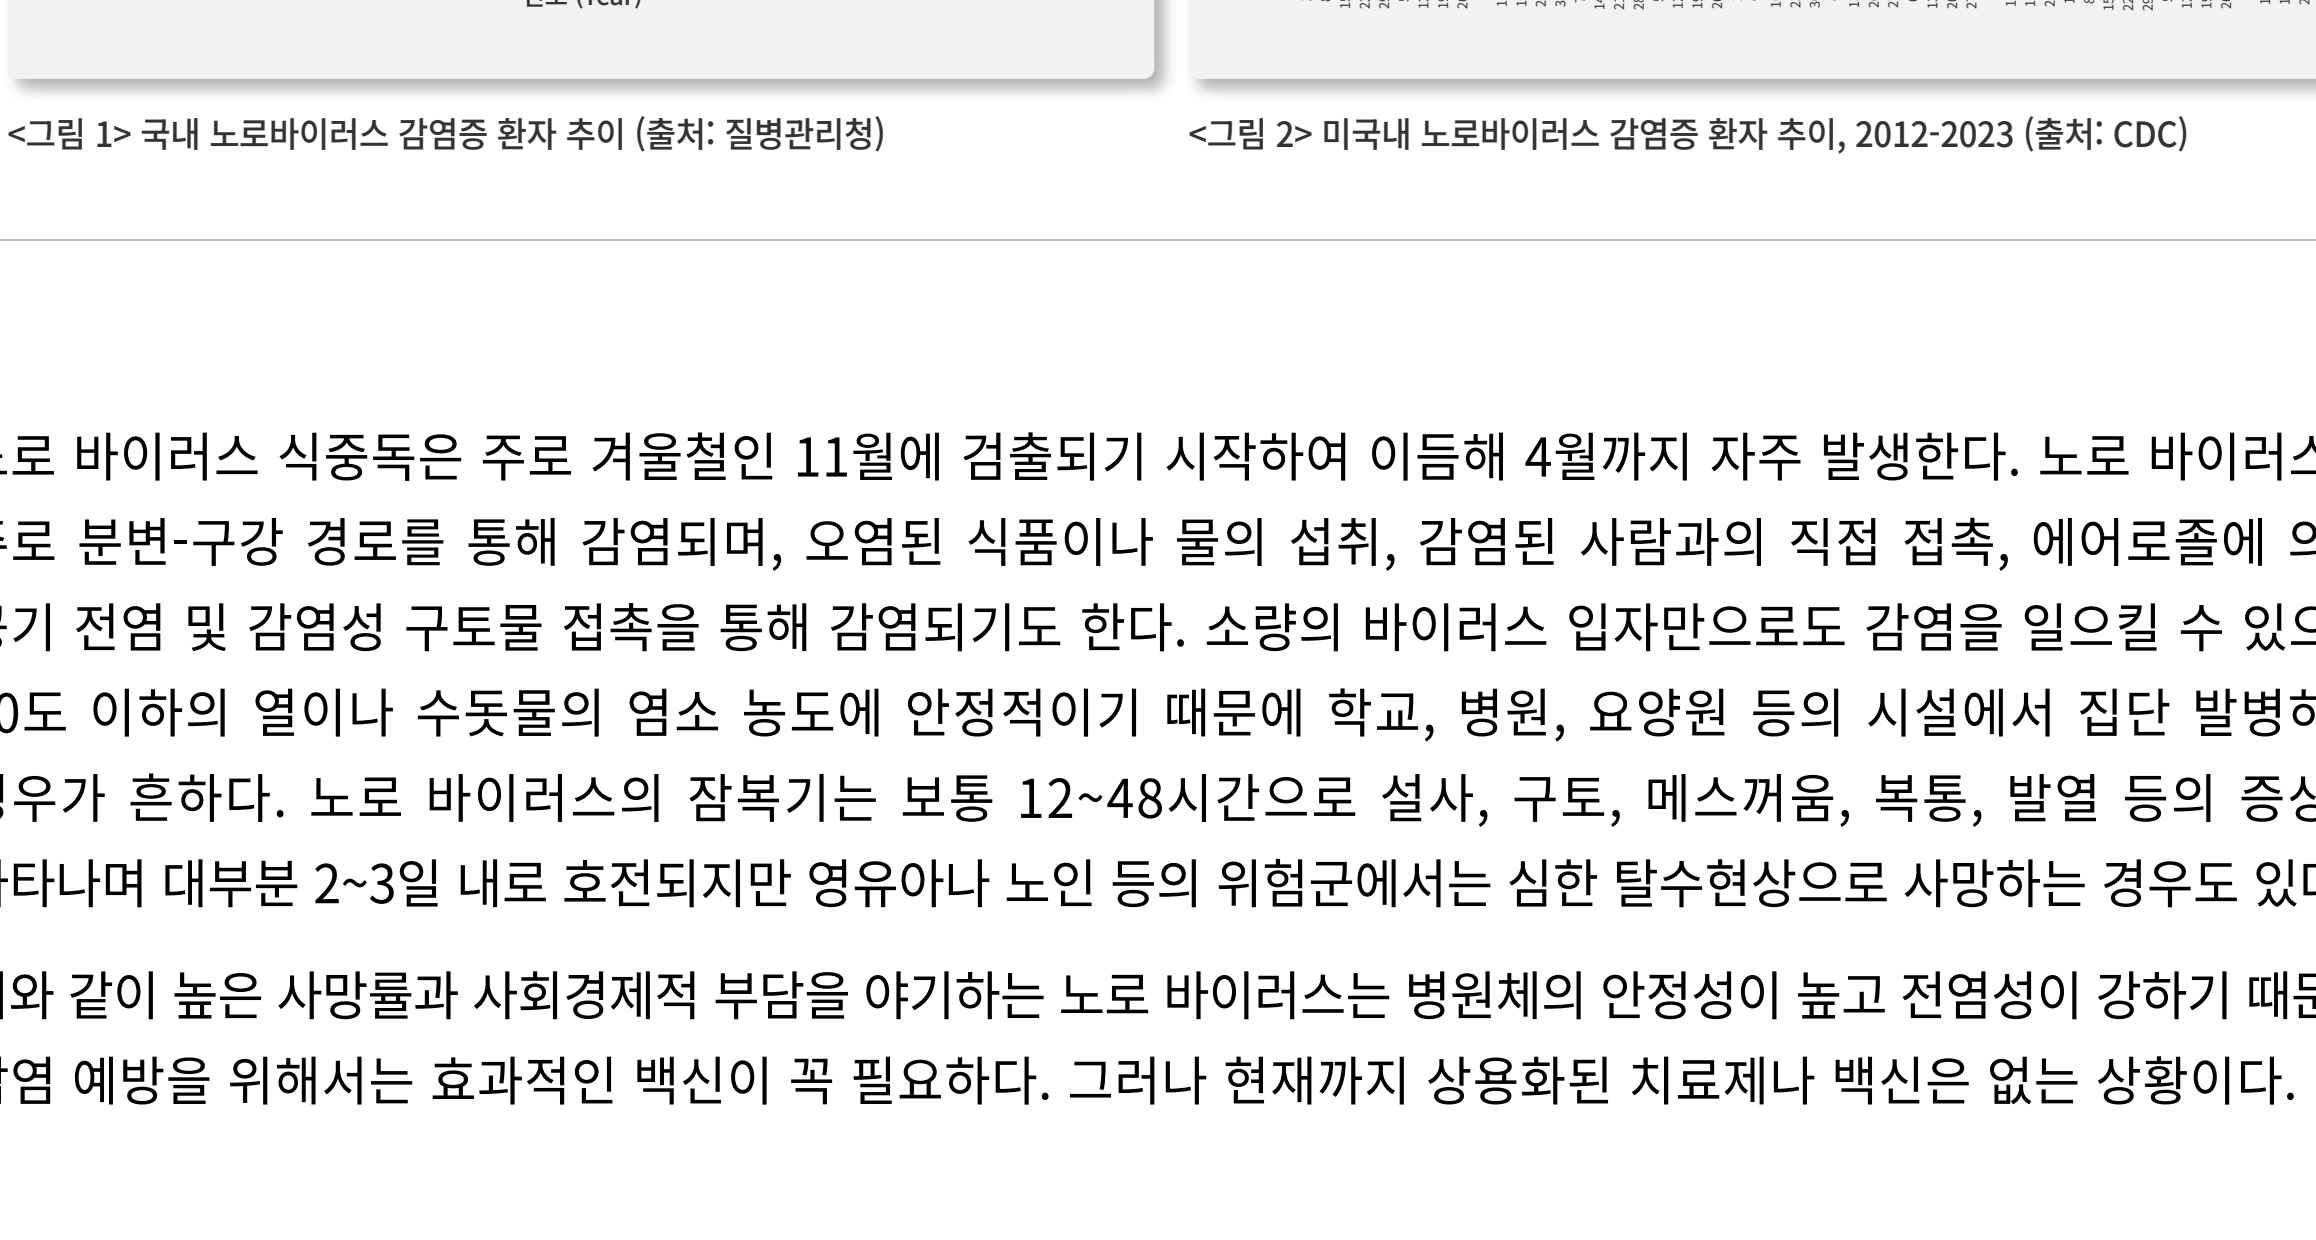 (Year)
<그림 1> 국내 노로바이러스 감염증 환자 추이 (출처: 질병관리청)
<그림 2> 미국내 노로바이러스 감염증 환자 추이, 2012-2023 (출처: CDC)
바이러스 식중독은 주로 겨울철인 11월에 검출되기 시작하여 이듬해 4월까지 자주 발생한다. 노로 바이러스
분변-구강 경로를 통해 감염되며, 오염된 식품이나 물의 섭취, 감염된 사람과의 직접 접촉, 에어로졸에
전염 및 감염성 구토물 접촉을 통해 감염되기도 한다. 소량의 바이러스 입자만으로도 감염을 일으킬 수
이하의 열이나 수돗물의 염소 농도에 안정적이기 때문에 학교, 병원, 요양원 등의 시설에서 집단
흔하다. 노로 바이러스의 잠복기는 보통 12~48시간으로 설사, 구토, 메스꺼움, 복통, 발열 등의
대부분 2~3일 내로 호전되지만 영유아나 노인 등의 위험군에서는 심한 탈수현상으로 사망하는 경우도
같이 높은 사망률과 사회경제적 부담을 야기하는 노로 바이러스는 병원체의 안정성이 높고 전염성이 강하기
예방을 위해서는 효과적인 백신이 꼭 필요하다. 그러나 현재까지 상용화된 치료제나 백신은 없는 상황이다.